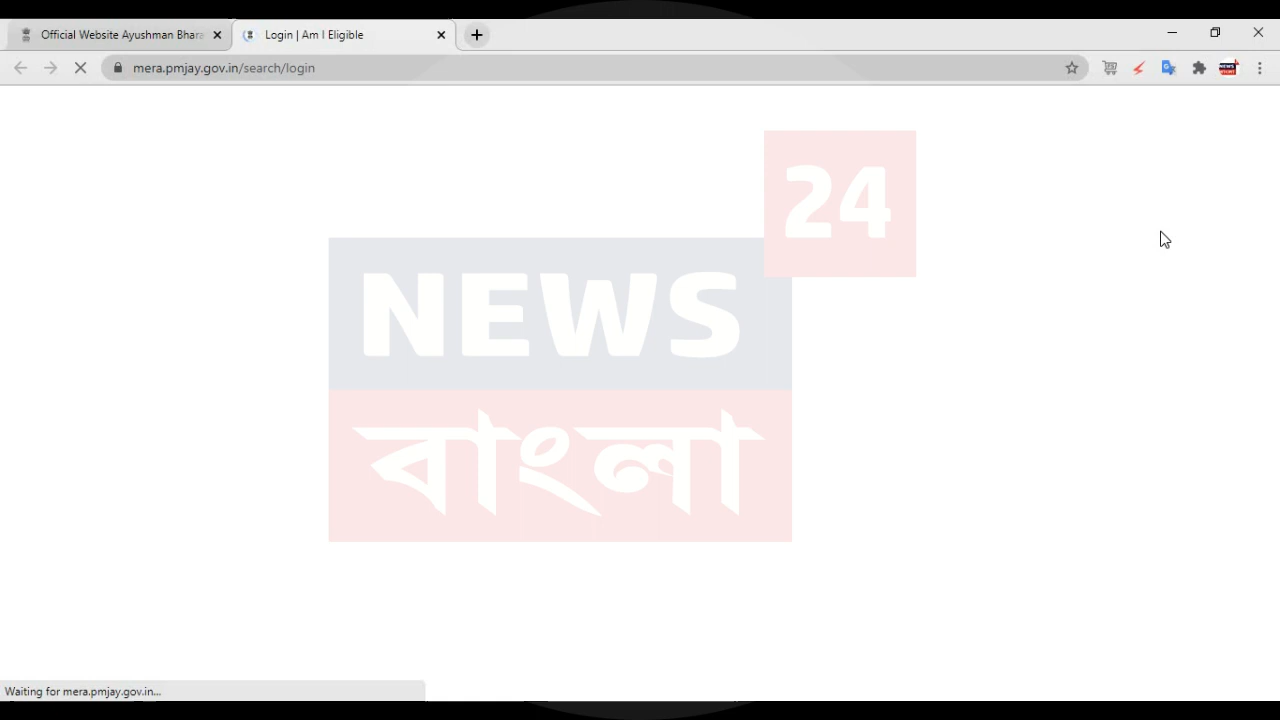 Official Website Ayushman Bhara
Login | Am I Eligible
mera.pmjay.gov.in/search/login
24
NEWS
বাংলা
Waiting for mera.pmjay.gov.in...